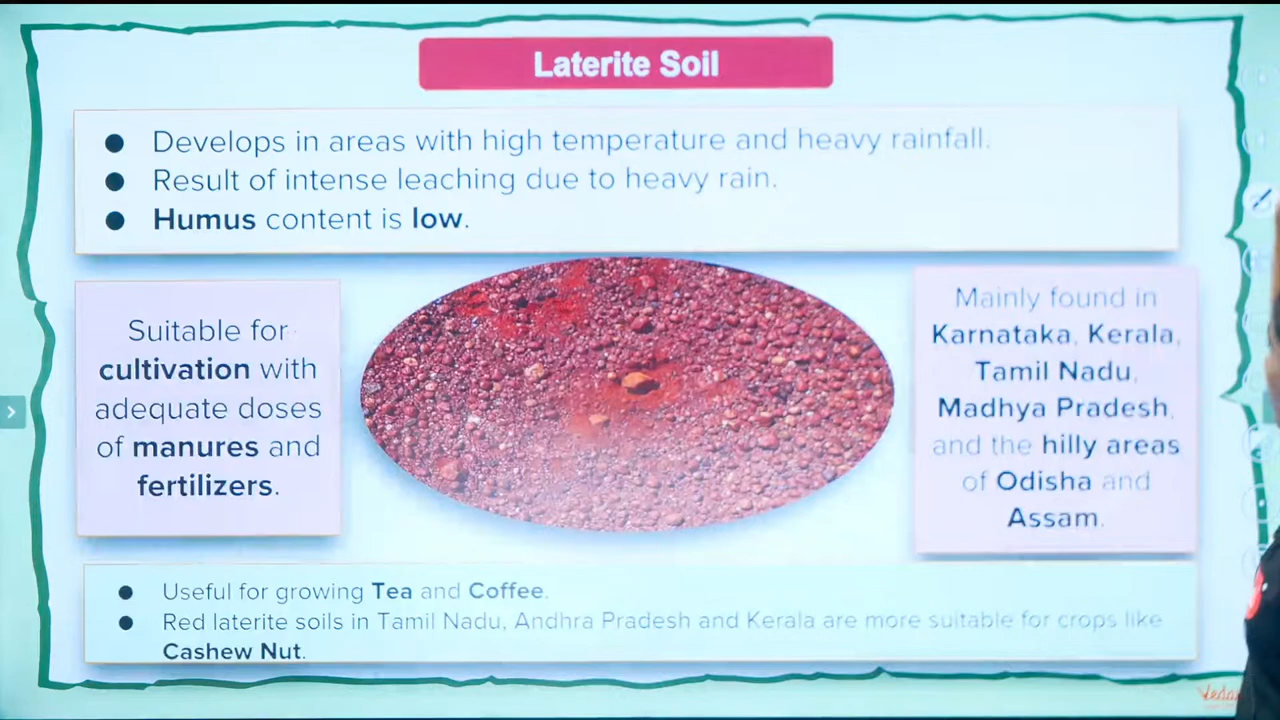 Laterite Soil
● Develops in areas with high temperature and heavy rainfall.
● Result of intense leaching due to heavy rain.
● Humus content is low.
Suitable for
cultivation with
adequate doses
of manures and
fertilizers.
Mainly found in
Karnataka, Kerala,
Tamil Nadu,
Madhya Pradesh,
and the hilly areas
of Odisha and
Assam.
● Useful for growing Tea and Coffee.
● Red laterite soils in Tamil Nadu, Andhra Pradesh and Kerala are more suitable for crops like
Cashew Nut.